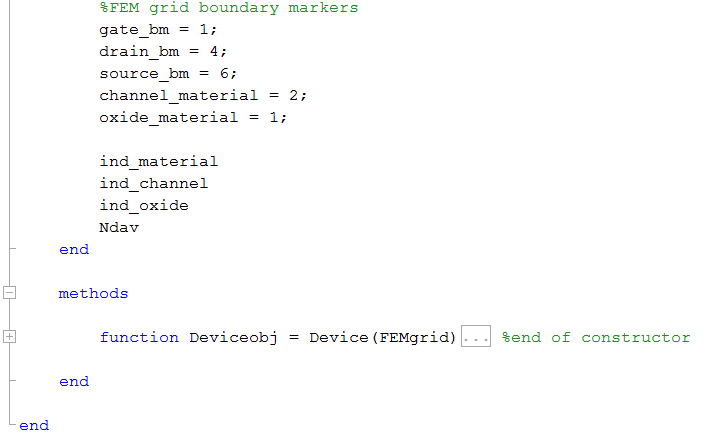 %FEM grid boundary markers
gate_bm = 1;
drain_bm = 4;
source_bm = 6;
channel_material = 2;
oxide_material = 1;
ind_material
ind_channel
ind_oxide
Ndav
end
methods
function Deviceobj = Device(FEMgrid)... %end of constructor
end
end